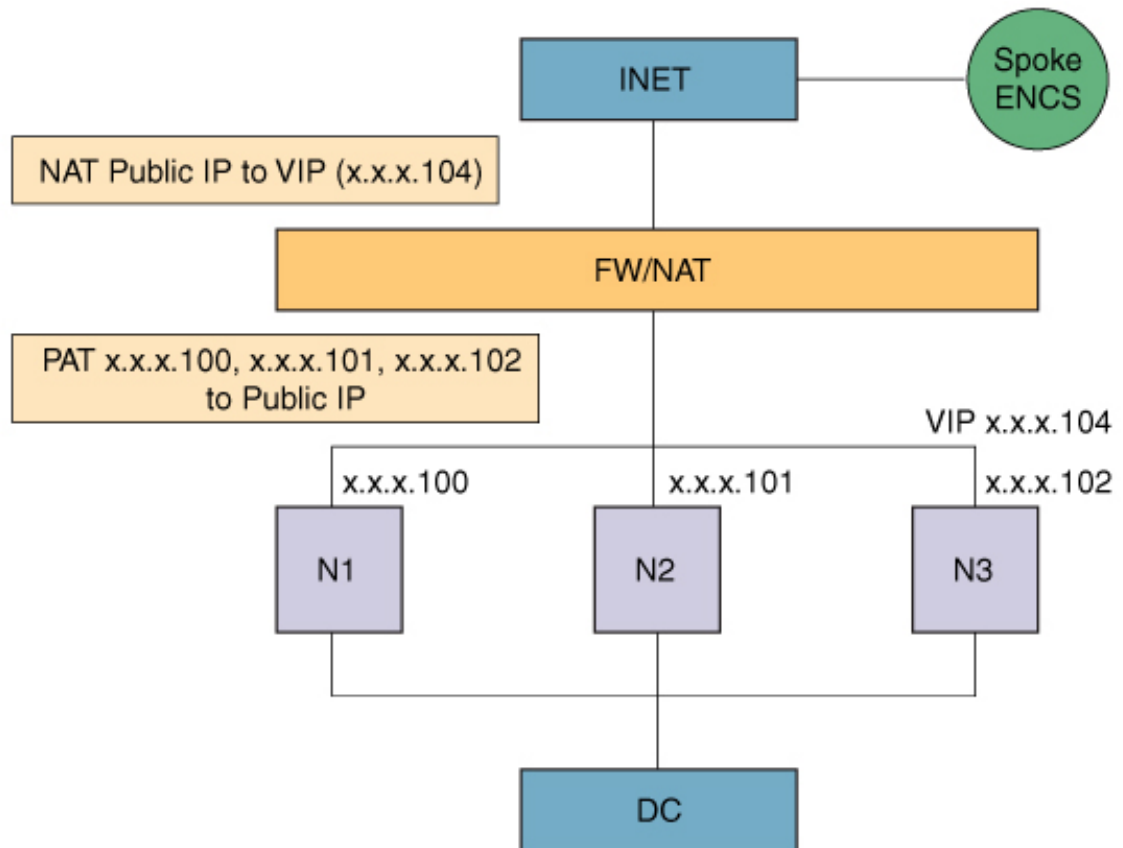 INET
Spoke
ENCS
NAT Public IP to VIP (x.x.x.104)
FW/NAT
PAT x.x.x.100, x.x.x.101, x.x.x.102
to Public IP
VIP x.x.x.104
x.x.x.100
x.x.x.101
x.x.x.102
N1
N2
N3
DC